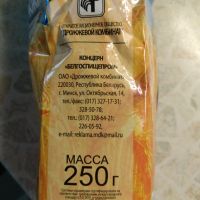 ОТКРЫТОЕ АКЦИОНЕРНОЕ ОБЩЕСТВО
ДРОЖЖЕВОЙ КОМБИНАТ
КОНЦЕРН
«БЕЛГОСПИЩЕПРОМ»
ОАО «Дрожжевой комбинат»
220030, Республика Беларусь,
г. Минск, ул. Октябрьская, 14,
тел./факс: (017) 327-17-31;
328-50-78;
тел.: (017) 328-64-21;
226-05-92,
e-mail: reklama.mdk@mail.ru
МАССА
250 г